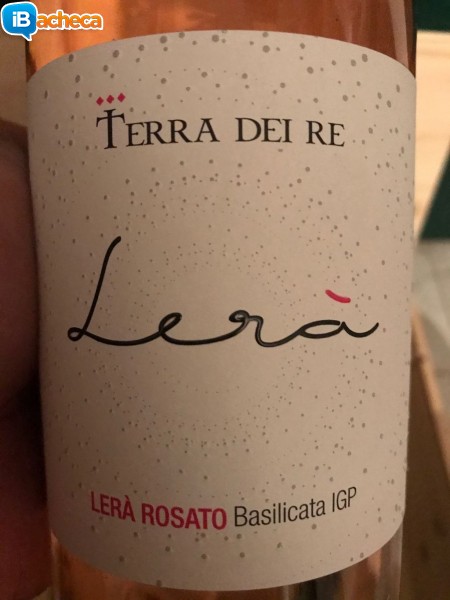 iBacheca
TERRA DEI RE
Lerà
LERÀ ROSATO Basilicata IGP